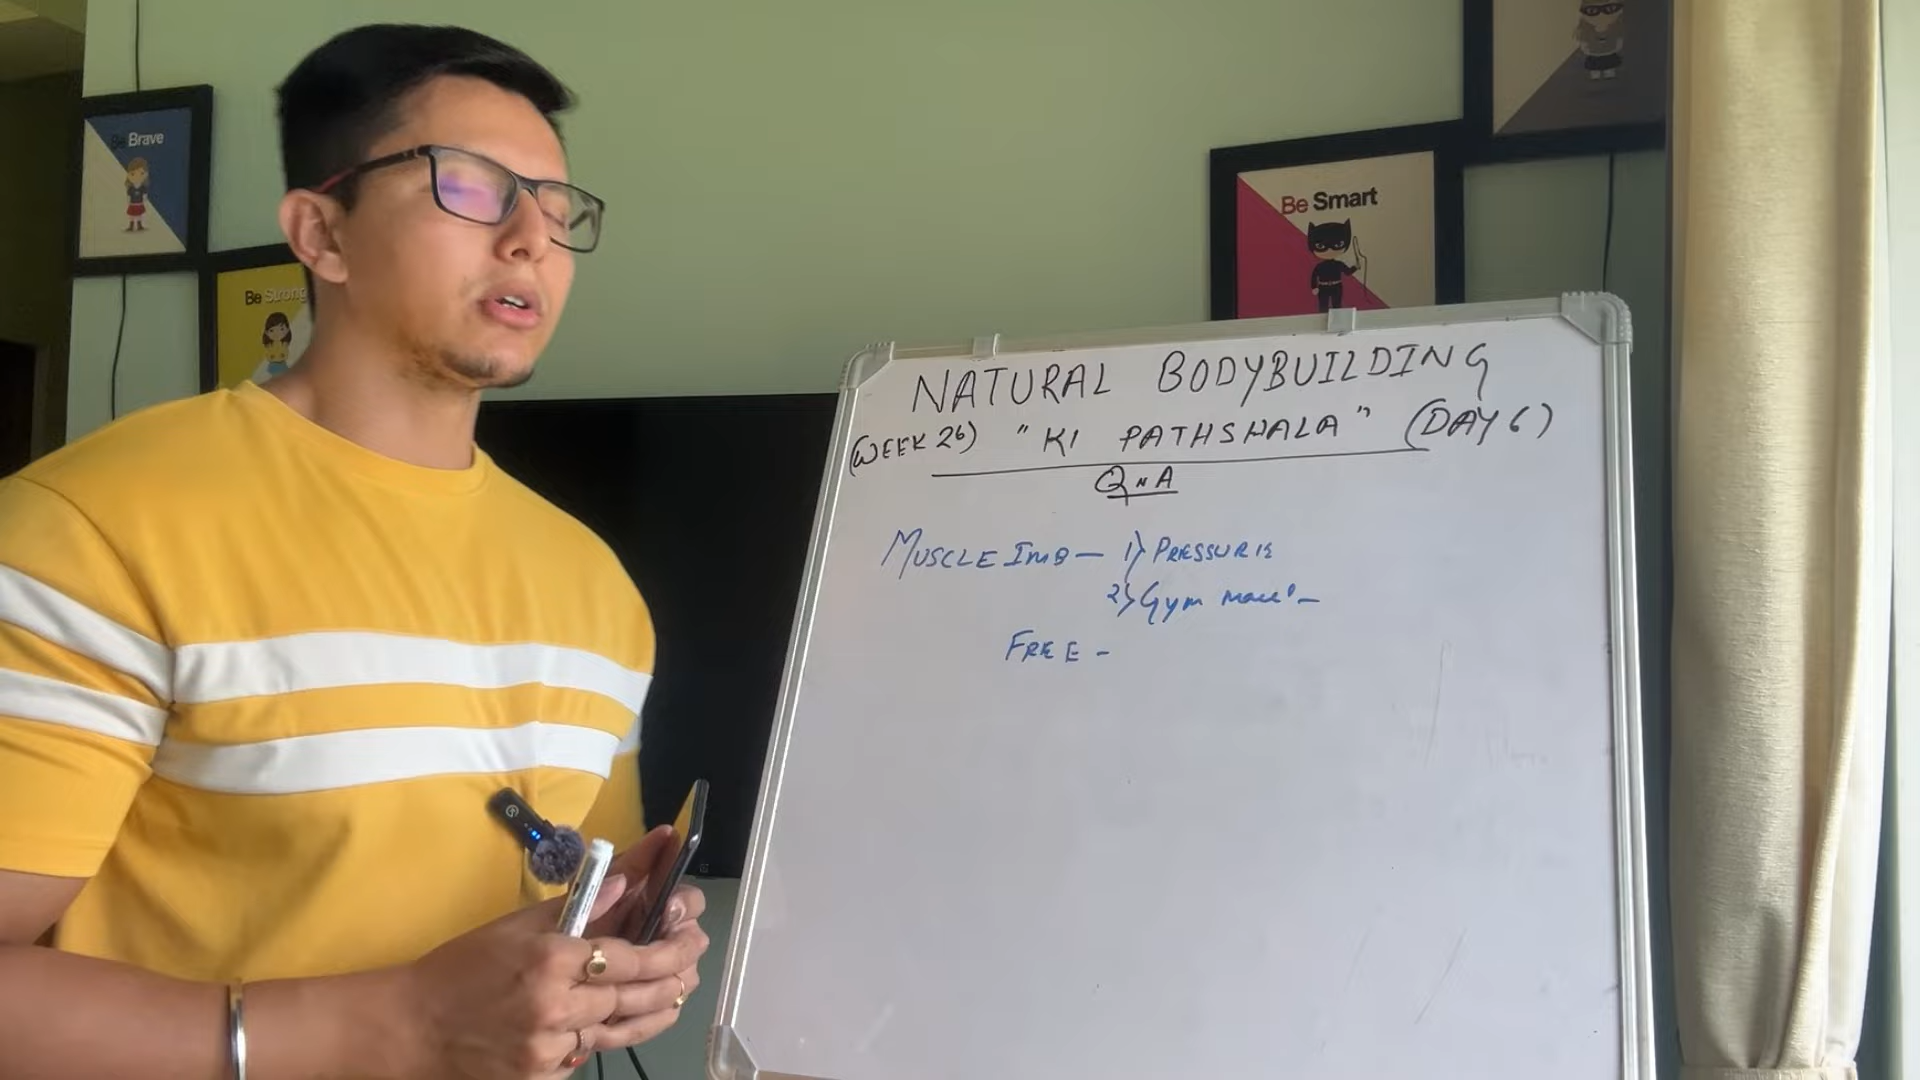 Be Brave
Be Strong
Be Smart
NATURAL BODYBUILDING
(WEEK 26) "KI PATHSHALA" (DAY 6)
QNA
MUSCLE IMB— 1) PRESSURE
2) Gym
FREE -